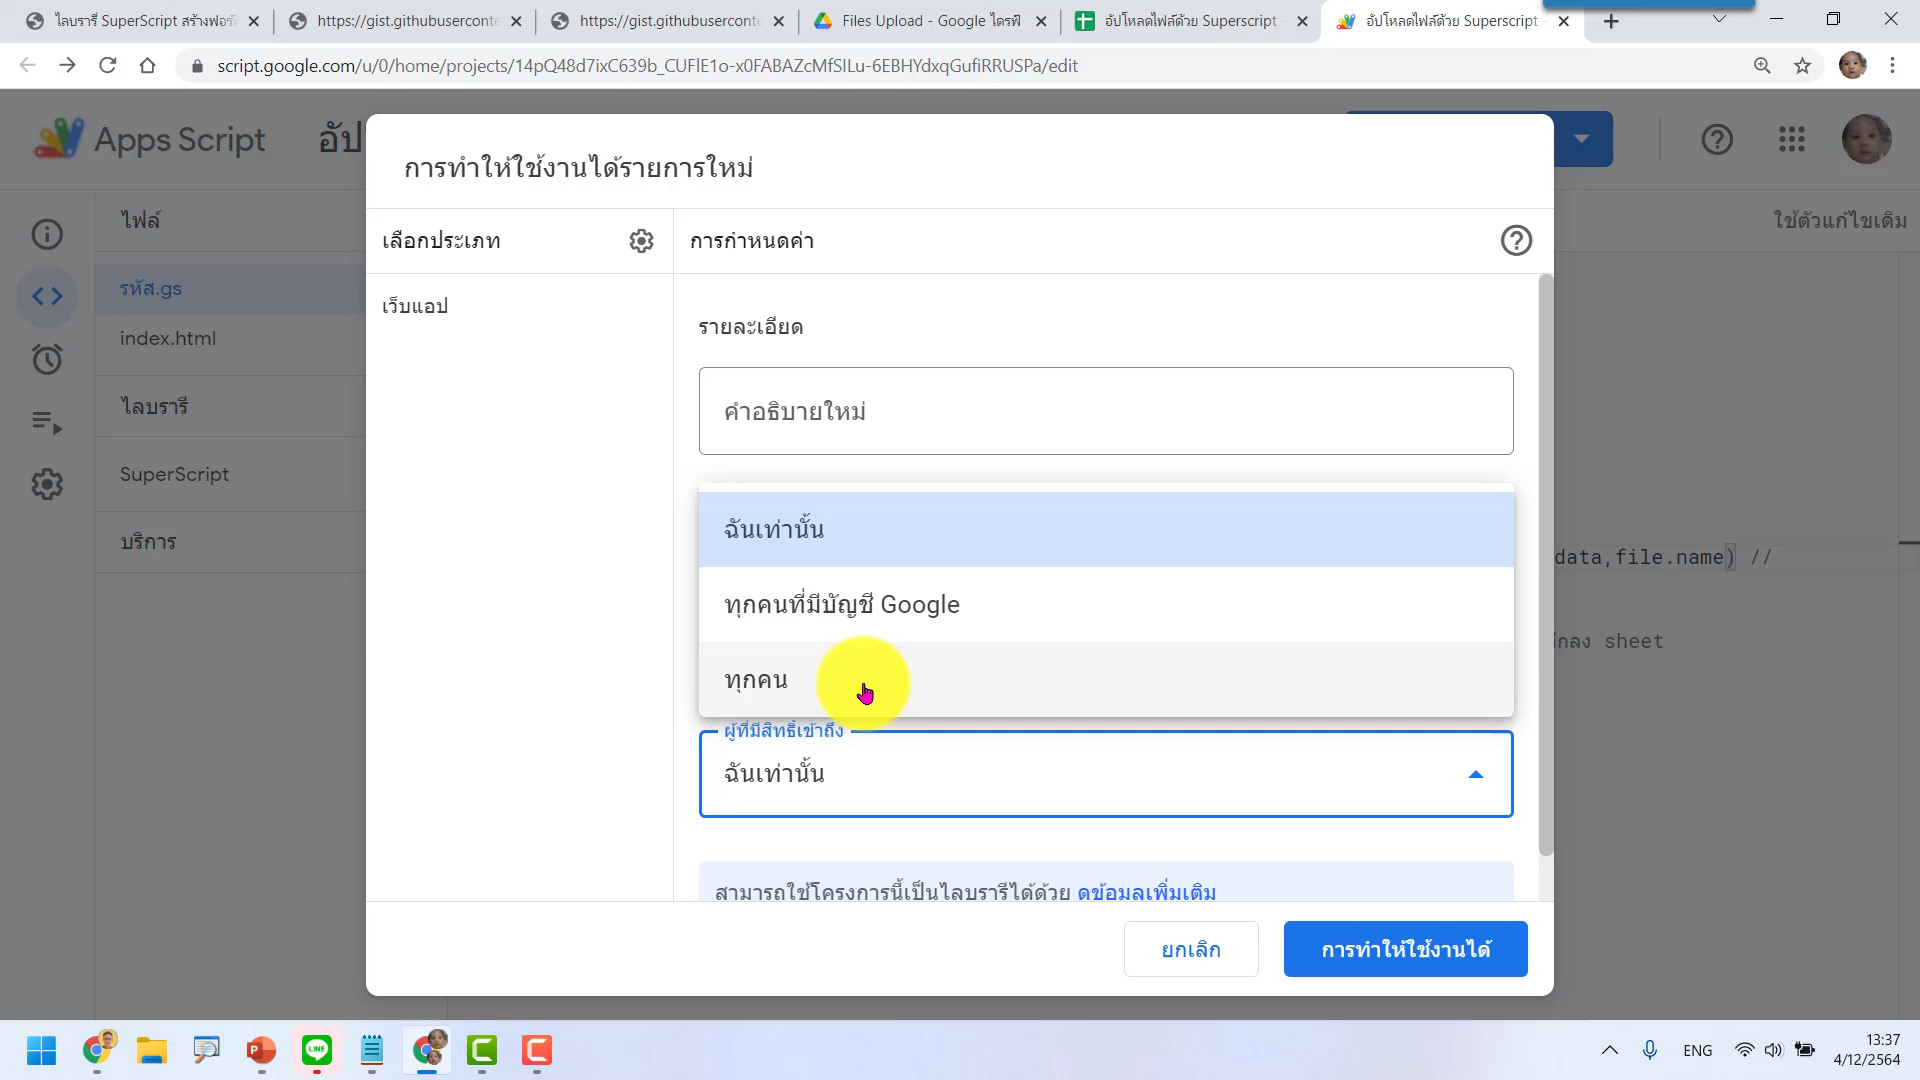 ไลบรารี SuperScript สร้างฟอร์ม
https://gist.githubuserconte
https://gist.githubuserconte
Files Upload - Google ไดรฟ์
อัปโหลดไฟล์ด้วย Superscript
อัปโหลดไฟล์ด้วย Superscript
script.google.com/u/0/home/projects/14pQ48d7ixC639b_CUFlE1o-x0FABAZcMfSILu-6EBHYdxqGufiRRUSPa/edit
Apps Script
อัป
การทำให้ใช้งานได้รายการใหม่
ไฟล์
ใช้ตัวแก้ไขเดิม
เลือกประเภท
การกำหนดค่า
รหัส.gs
เว็บแอป
รายละเอียด
index.html
ไลบรารี
คำอธิบายใหม่
SuperScript
บริการ
ฉันเท่านั้น
data,file.name) //
ทุกคนที่มีบัญชี Google
sheet
ทุกคน
ผู้ที่มีสิทธิ์เข้าถึง
ฉันเท่านั้น
สามารถใช้โครงการนี้เป็นไลบรารีได้ด้วย ดูข้อมูลเพิ่มเติม
ยกเลิก
การทำให้ใช้งานได้
ENG
13:37
4/12/2564